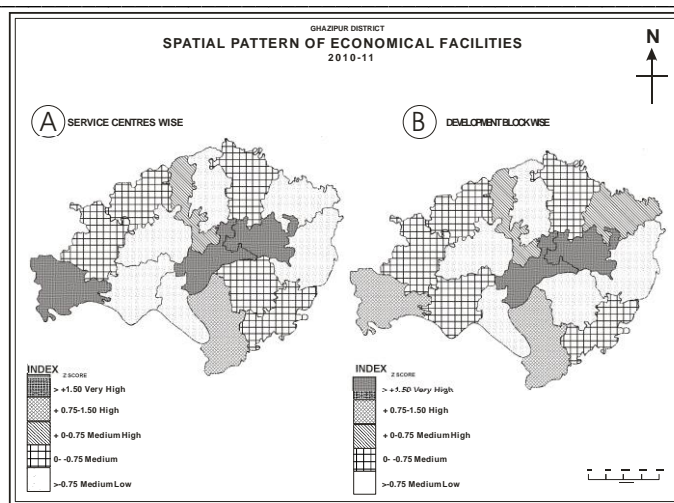 GHAZIPUR DISTRICT
SPATIAL PATTERN OF ECONOMICAL FACILITIES
2010-11
N
A SERVICE CENTRES WISE
B DEVELOPMENT BLOCK WISE
INDEX
Z SCORE
> +1.50 Very High
+ 0.75-1.50 High
+ 0-0.75 Medium High
0- -0.75 Medium
>-0.75 Medium Low
INDEX
Z SCORE
> +1.50 Very High
+ 0.75-1.50 High
+ 0-0.75 Medium High
0- -0.75 Medium
>-0.75 Medium Low